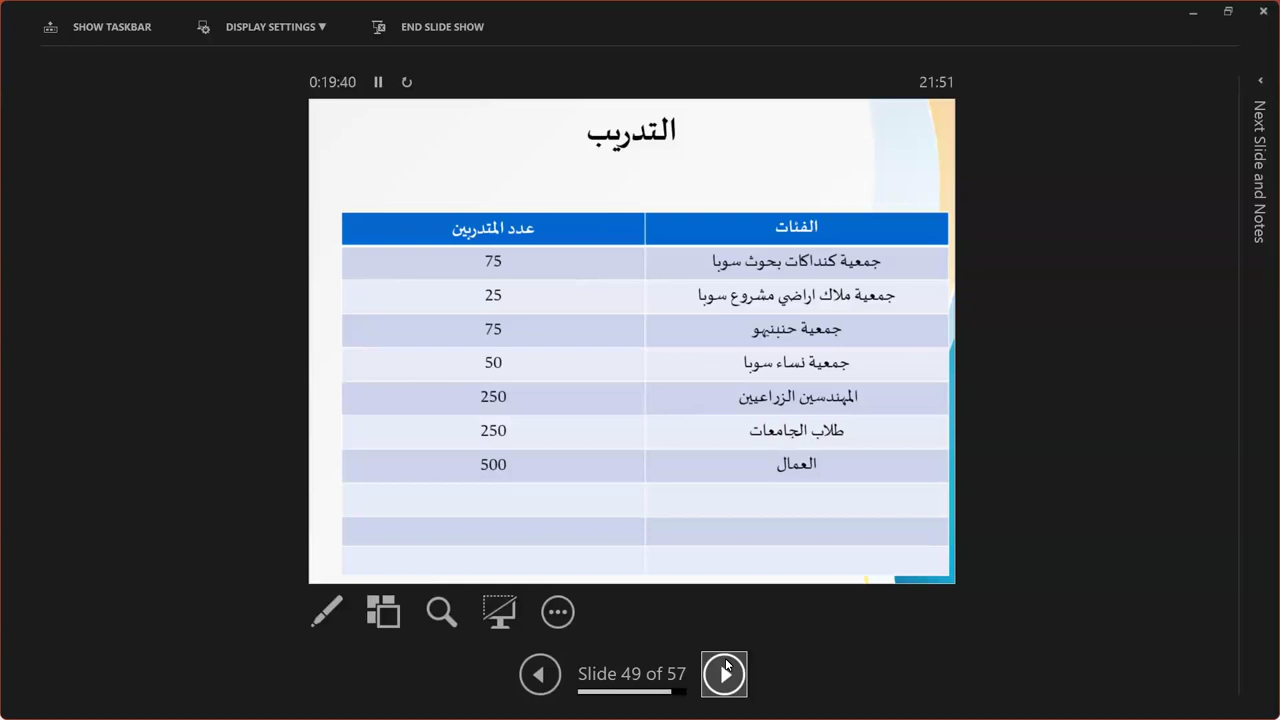 SHOW TASKBAR DISPLAY SETTINGS ▼ END SLIDE SHOW
0:19:40 21:51
Next Slide and Notes
التدريب
الفئات عدد المتدربين
جمعية كنداكات بحوث سوبا 75
جمعية ملاك اراضي مشروع سوبا 25
جمعية حنبنيهو 75
جمعية نساء سوبا 50
المهندسين الزراعيين 250
طلاب الجامعات 250
العمال 500
Slide 49 of 57